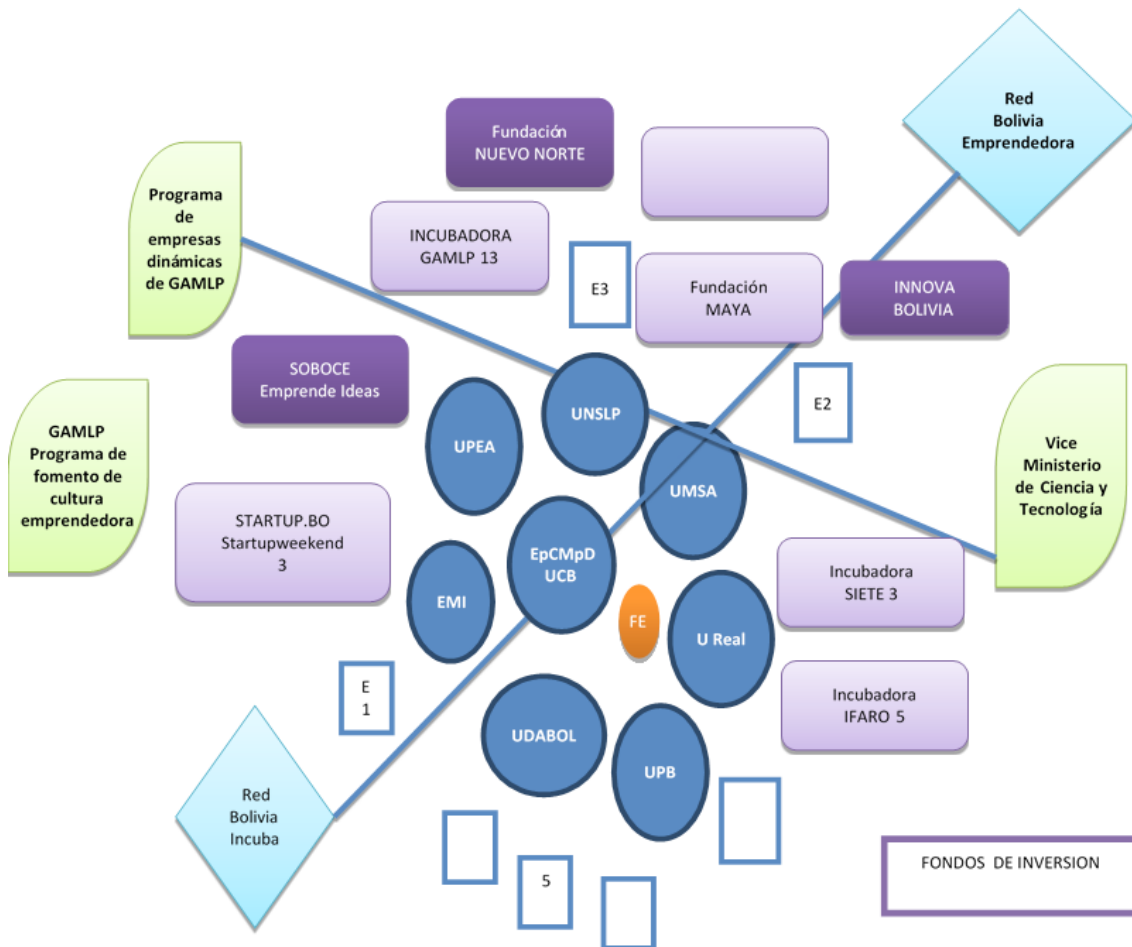 Red
Bolivia
Emprendedora
Fundación
NUEVO NORTE
Programa
de
empresas
dinámicas
de GAMLP
INCUBADORA
GAMLP 13
E3
Fundación
MAYA
INNOVA
BOLIVIA
SOBOCE
Emprende Ideas
E2
UNSLP
UPEA
GAMLP
Programa de
fomento de
cultura
emprendedora
Vice
Ministerio
de Ciencia y
Tecnología
UMSA
STARTUP.BO
Startupweekend
3
EpCMpD
UCB
EMI
FE
U Real
Incubadora
SIETE 3
E
1
Incubadora
IFARO 5
UDABOL
UPB
Red
Bolivia
Incuba
5
FONDOS DE INVERSION